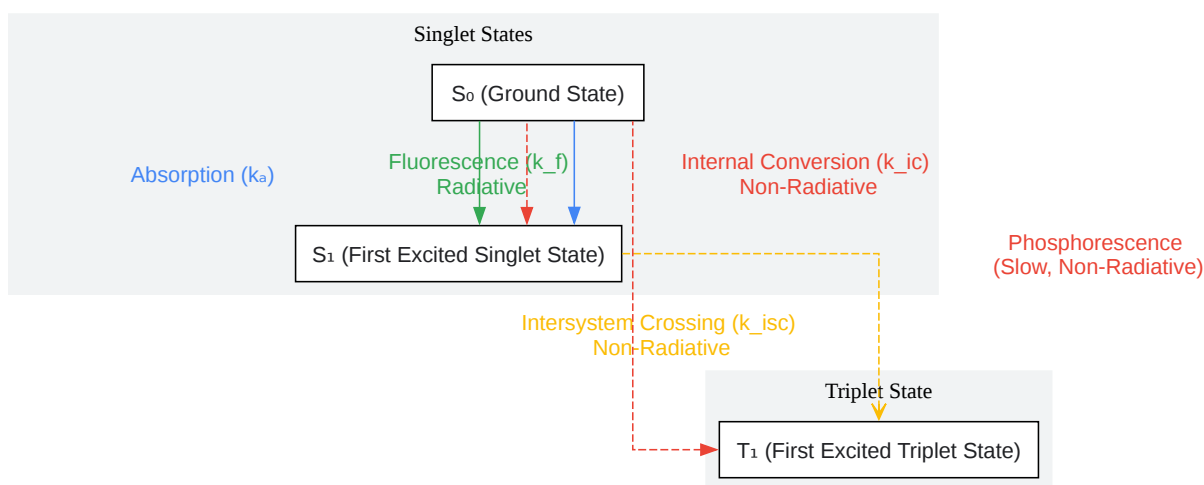 Singlet States
S₀ (Ground State)
Absorption (kₐ)
Fluorescence (k_f)
Radiative
Internal Conversion (k_ic)
Non-Radiative
S₁ (First Excited Singlet State)
Phosphorescence
(Slow, Non-Radiative)
Intersystem Crossing (k_isc)
Non-Radiative
Triplet State
T₁ (First Excited Triplet State)